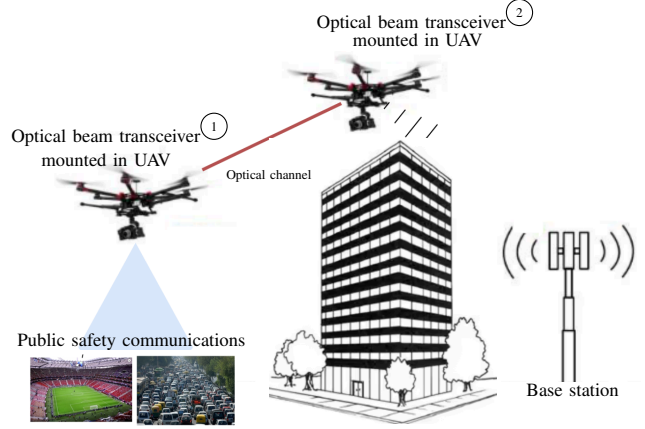 Optical beam transceiver
mounted in UAV
2
Optical beam transceiver
mounted in UAV
1
Optical channel
Public safety communications
Base station